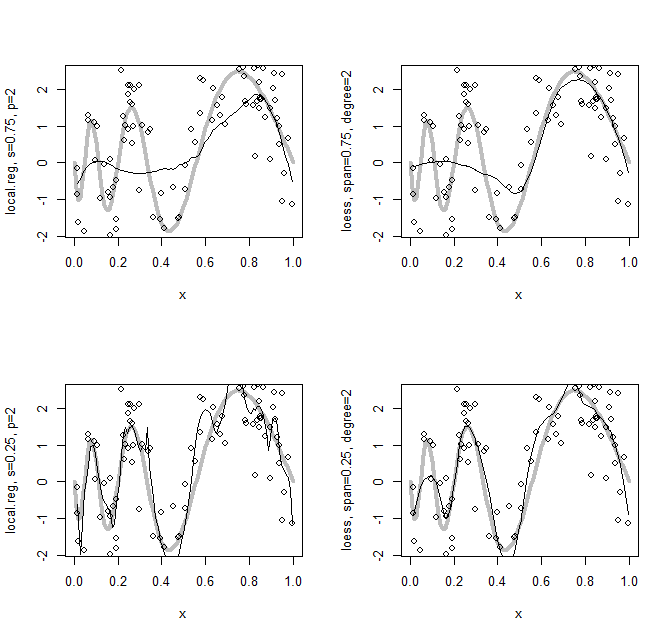 local.reg, s=0.75, p=2
2
1
0
-1
-2
0.0 0.2 0.4 0.6 0.8 1.0
x
loess, span=0.75, degree=2
2
1
0
-1
-2
0.0 0.2 0.4 0.6 0.8 1.0
x
local.reg, s=0.25, p=2
2
1
0
-1
-2
0.0 0.2 0.4 0.6 0.8 1.0
x
loess, span=0.25, degree=2
2
1
0
-1
-2
0.0 0.2 0.4 0.6 0.8 1.0
x